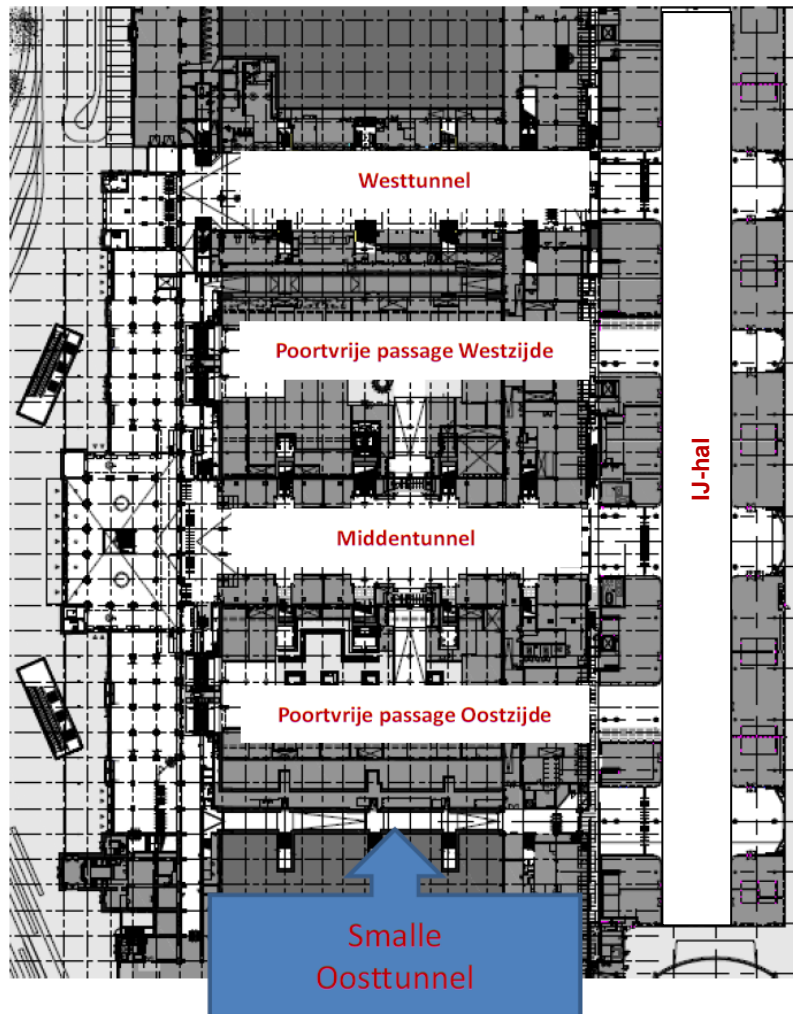 Westtunnel
Poortvrije passage Westzijde
IJ-hal
Middentunnel
Poortvrije passage Oostzijde
Smalle
Oosttunnel